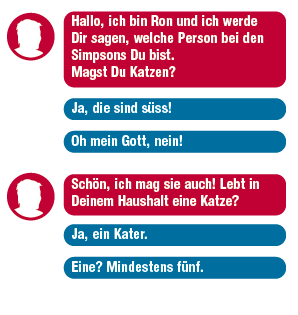 Hallo, ich bin Ron und ich werde
Dir sagen, welche Person bei den
Simpsons Du bist.
Magst Du Katzen?
Ja, die sind süss!
Oh mein Gott, nein!
Schön, ich mag sie auch! Lebt in
Deinem Haushalt eine Katze?
Ja, ein Kater.
Eine? Mindestens fünf.